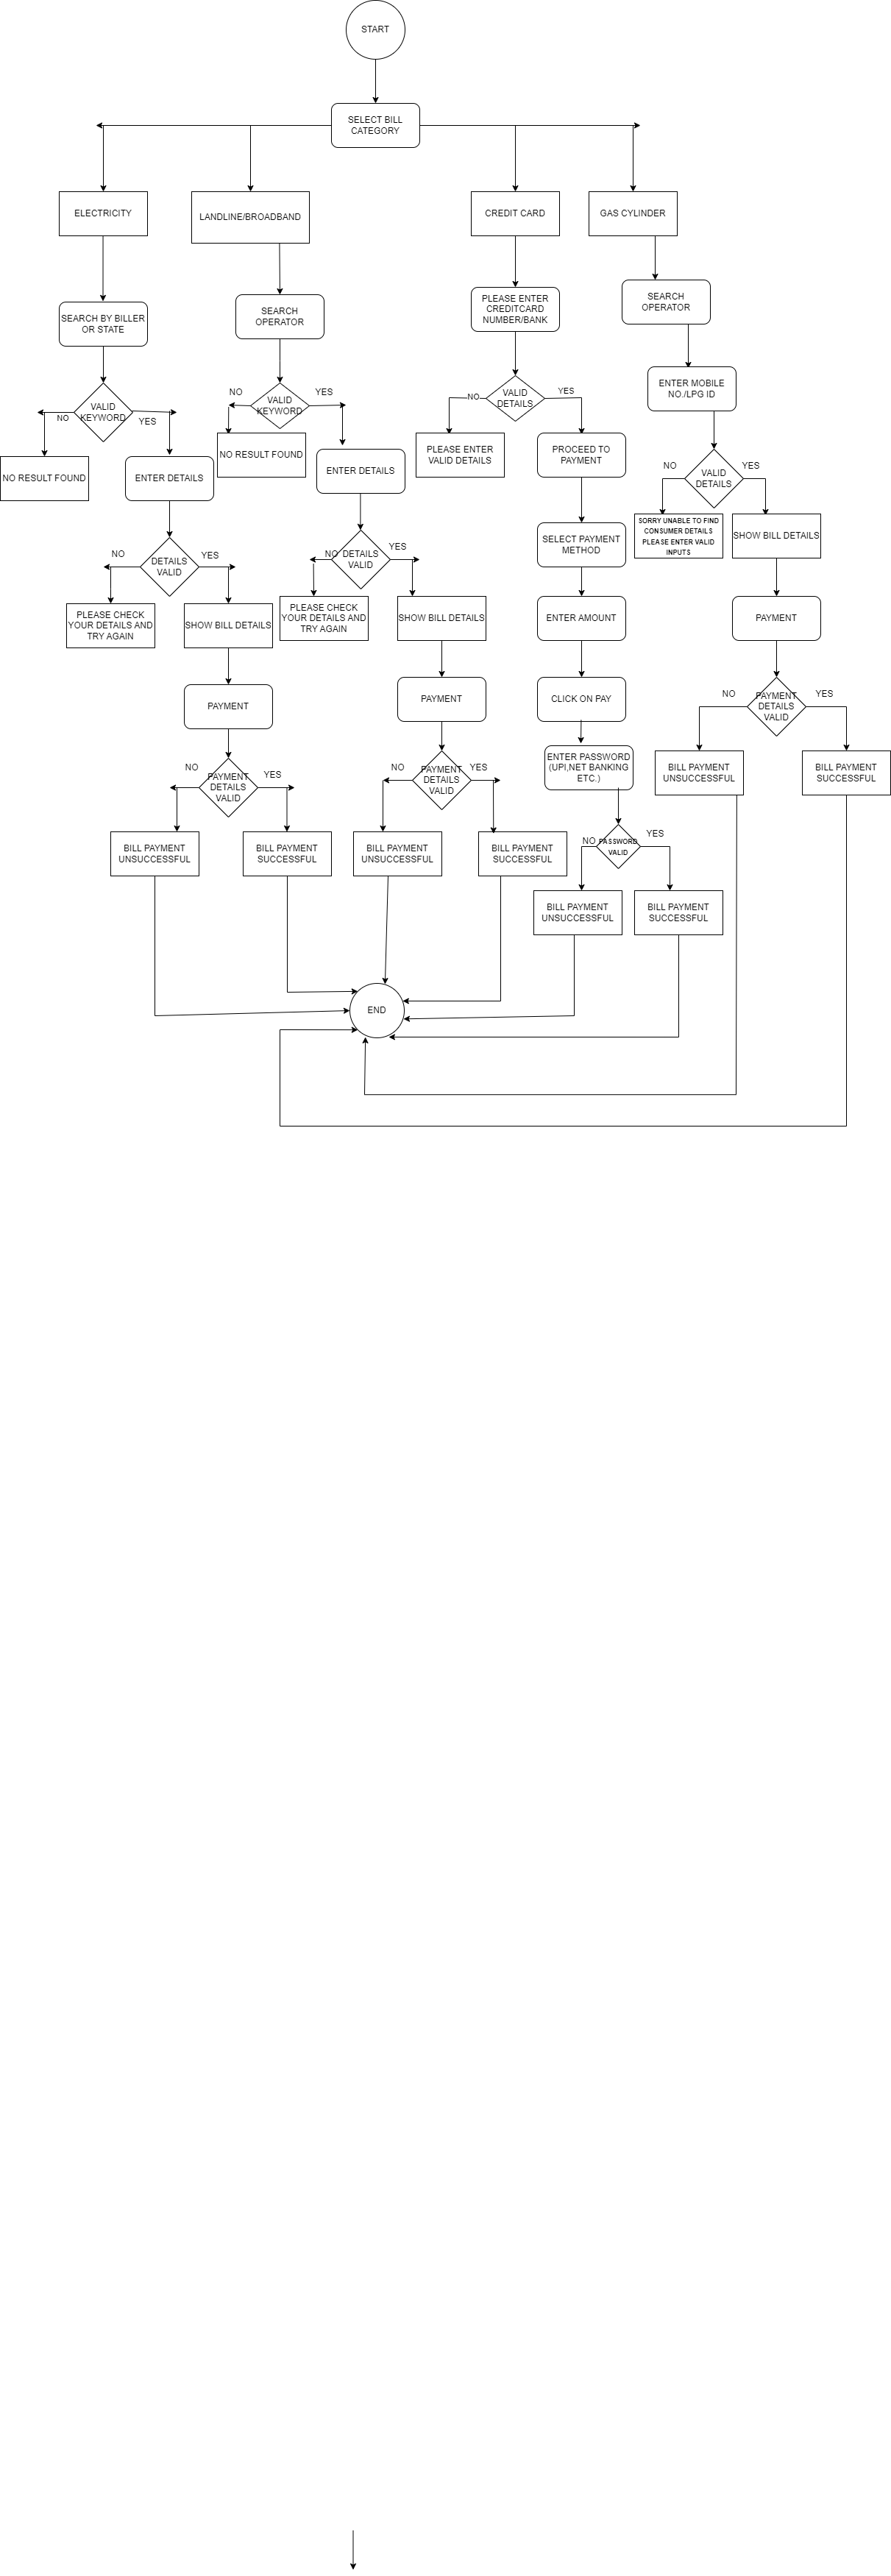 START
SELECT BILL
CATEGORY
ELECTRICITY
LANDLINE/BROADBAND
CREDIT CARD
GAS CYLINDER
SEARCH BY BILLER
OR STATE
SEARCH
OPERATOR
PLEASE ENTER
CREDITCARD
NUMBER/BANK
SEARCH
OPERATOR
VALID
KEYWORD
NO
YES
NO
VALID
KEYWORD
YES
NO
VALID
DETAILS
YES
ENTER MOBILE
NO./LPG ID
NO RESULT FOUND
ENTER DETAILS
NO RESULT FOUND
ENTER DETAILS
PLEASE ENTER
VALID DETAILS
PROCEED TO
PAYMENT
NO
VALID
DETAILS
YES
NO
DETAILS
VALID
YES
NO
DETAILS
VALID
YES
SELECT PAYMENT
METHOD
SORRY UNABLE TO FIND
CONSUMER DETAILS
PLEASE ENTER VALID
INPUTS
SHOW BILL DETAILS
PLEASE CHECK
YOUR DETAILS AND
TRY AGAIN
SHOW BILL DETAILS
PLEASE CHECK
YOUR DETAILS AND
TRY AGAIN
SHOW BILL DETAILS
ENTER AMOUNT
PAYMENT
PAYMENT
PAYMENT
CLICK ON PAY
NO
PAYMENT
DETAILS
VALID
YES
NO
PAYMENT
DETAILS
VALID
YES
NO
PAYMENT
DETAILS
VALID
YES
ENTER PASSWORD
(UPI,NET BANKING
ETC.)
BILL PAYMENT
UNSUCCESSFUL
BILL PAYMENT
SUCCESSFUL
BILL PAYMENT
UNSUCCESSFUL
BILL PAYMENT
SUCCESSFUL
BILL PAYMENT
UNSUCCESSFUL
BILL PAYMENT
SUCCESSFUL
NO
PASSWORD
VALID
YES
BILL PAYMENT
UNSUCCESSFUL
BILL PAYMENT
SUCCESSFUL
END